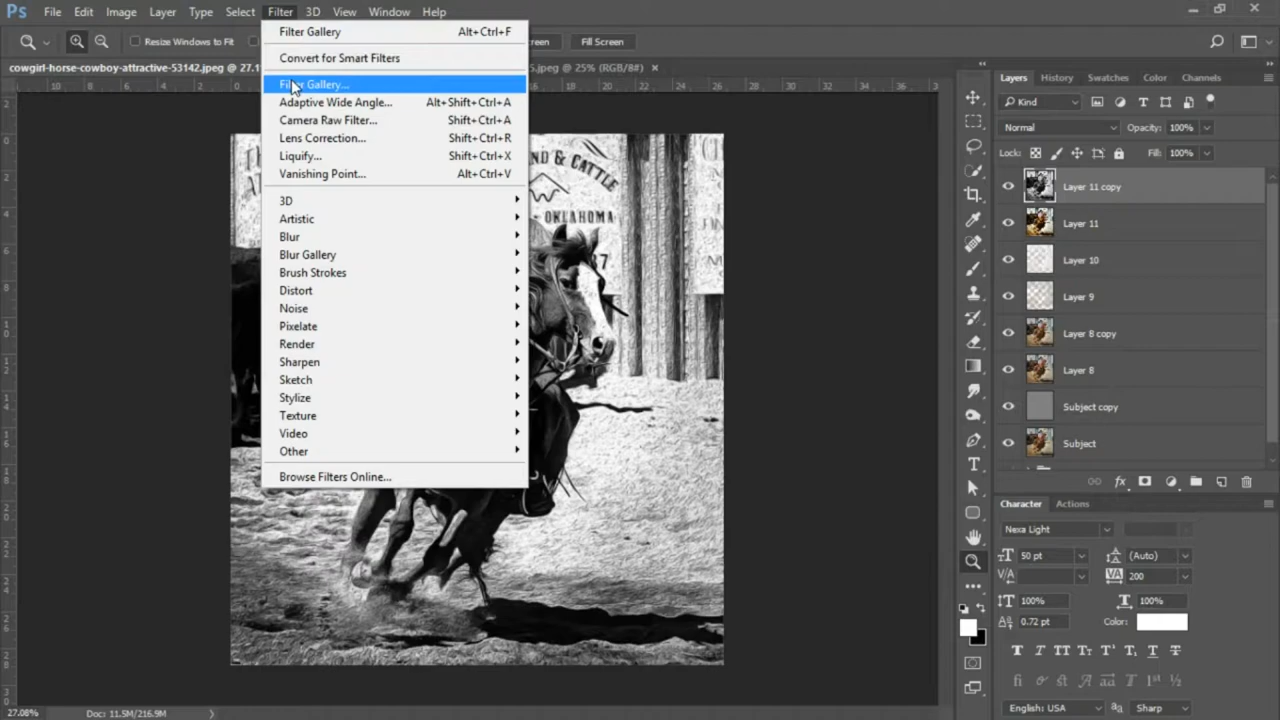 Ps File Edit Image Layer Type Select Filter 3D View Window Help
Resize Windows to Fit Fill Screen
cowgirl-horse-cowboy-attractive-53142.jpeg @ 27.1 5.jpeg @ 25% (RGB/8#) ×
Filter Gallery Alt+Ctrl+F
Convert for Smart Filters
Filter Gallery...
Adaptive Wide Angle... Alt+Shift+Ctrl+A
Camera Raw Filter... Shift+Ctrl+A
Lens Correction... Shift+Ctrl+R
Liquify... Shift+Ctrl+X
Vanishing Point... Alt+Ctrl+V
3D
Artistic
Blur
Blur Gallery
Brush Strokes
Distort
Noise
Pixelate
Render
Sharpen
Sketch
Stylize
Texture
Video
Other
Browse Filters Online...
& CATTLE
OKLAHOMA
Layers History Swatches Color Channels
Kind
Normal Opacity: 100%
Lock: Fill: 100%
Layer 11 copy
Layer 11
Layer 10
Layer 9
Layer 8 copy
Layer 8
Subject copy
Subject
Character Actions
Nexa Light
50 pt (Auto)
200
100% 100%
0.72 pt Color:
English: USA Sharp
27.08% Doc: 11.5M/216.9M